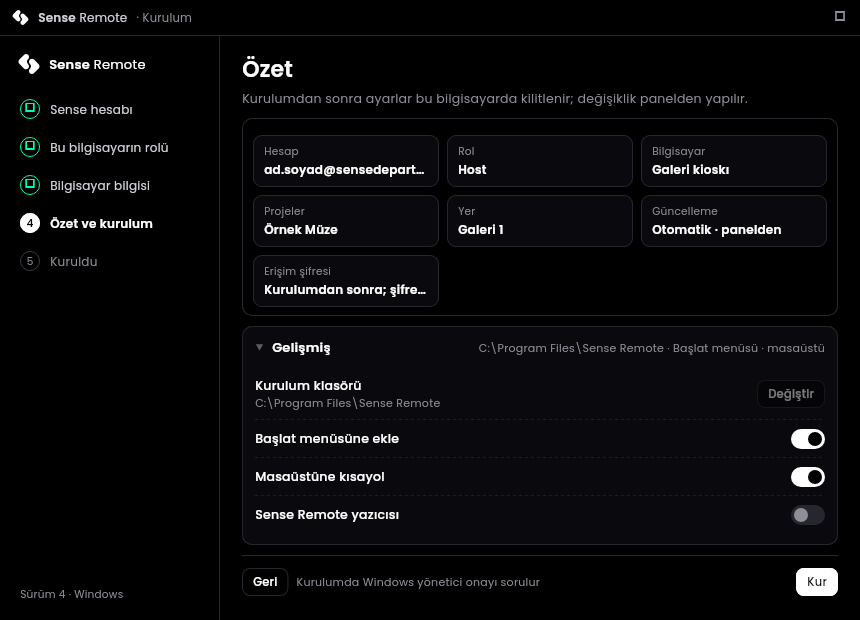 Sense Remote · Kurulum
Sense Remote
Sense hesabı
Bu bilgisayarın rolü
Bilgisayar bilgisi
4 Özet ve kurulum
5 Kuruldu
Sürüm 4 · Windows
Özet
Kurulumdan sonra ayarlar bu bilgisayarda kilitlenir; değişiklik panelden yapılır.
Hesap
ad.soyad@sensedepart...
Rol
Host
Bilgisayar
Galeri kioskı
Projeler
Örnek Müze
Yer
Galeri 1
Güncelleme
Otomatik · panelden
Erişim şifresi
Kurulumdan sonra; şifre...
Gelişmiş
C:\Program Files\Sense Remote · Başlat menüsü · masaüstü
Kurulum klasörü
C:\Program Files\Sense Remote
Değiştir
Başlat menüsüne ekle
Masaüstüne kısayol
Sense Remote yazıcısı
Geri
Kurulumda Windows yönetici onayı sorulur
Kur